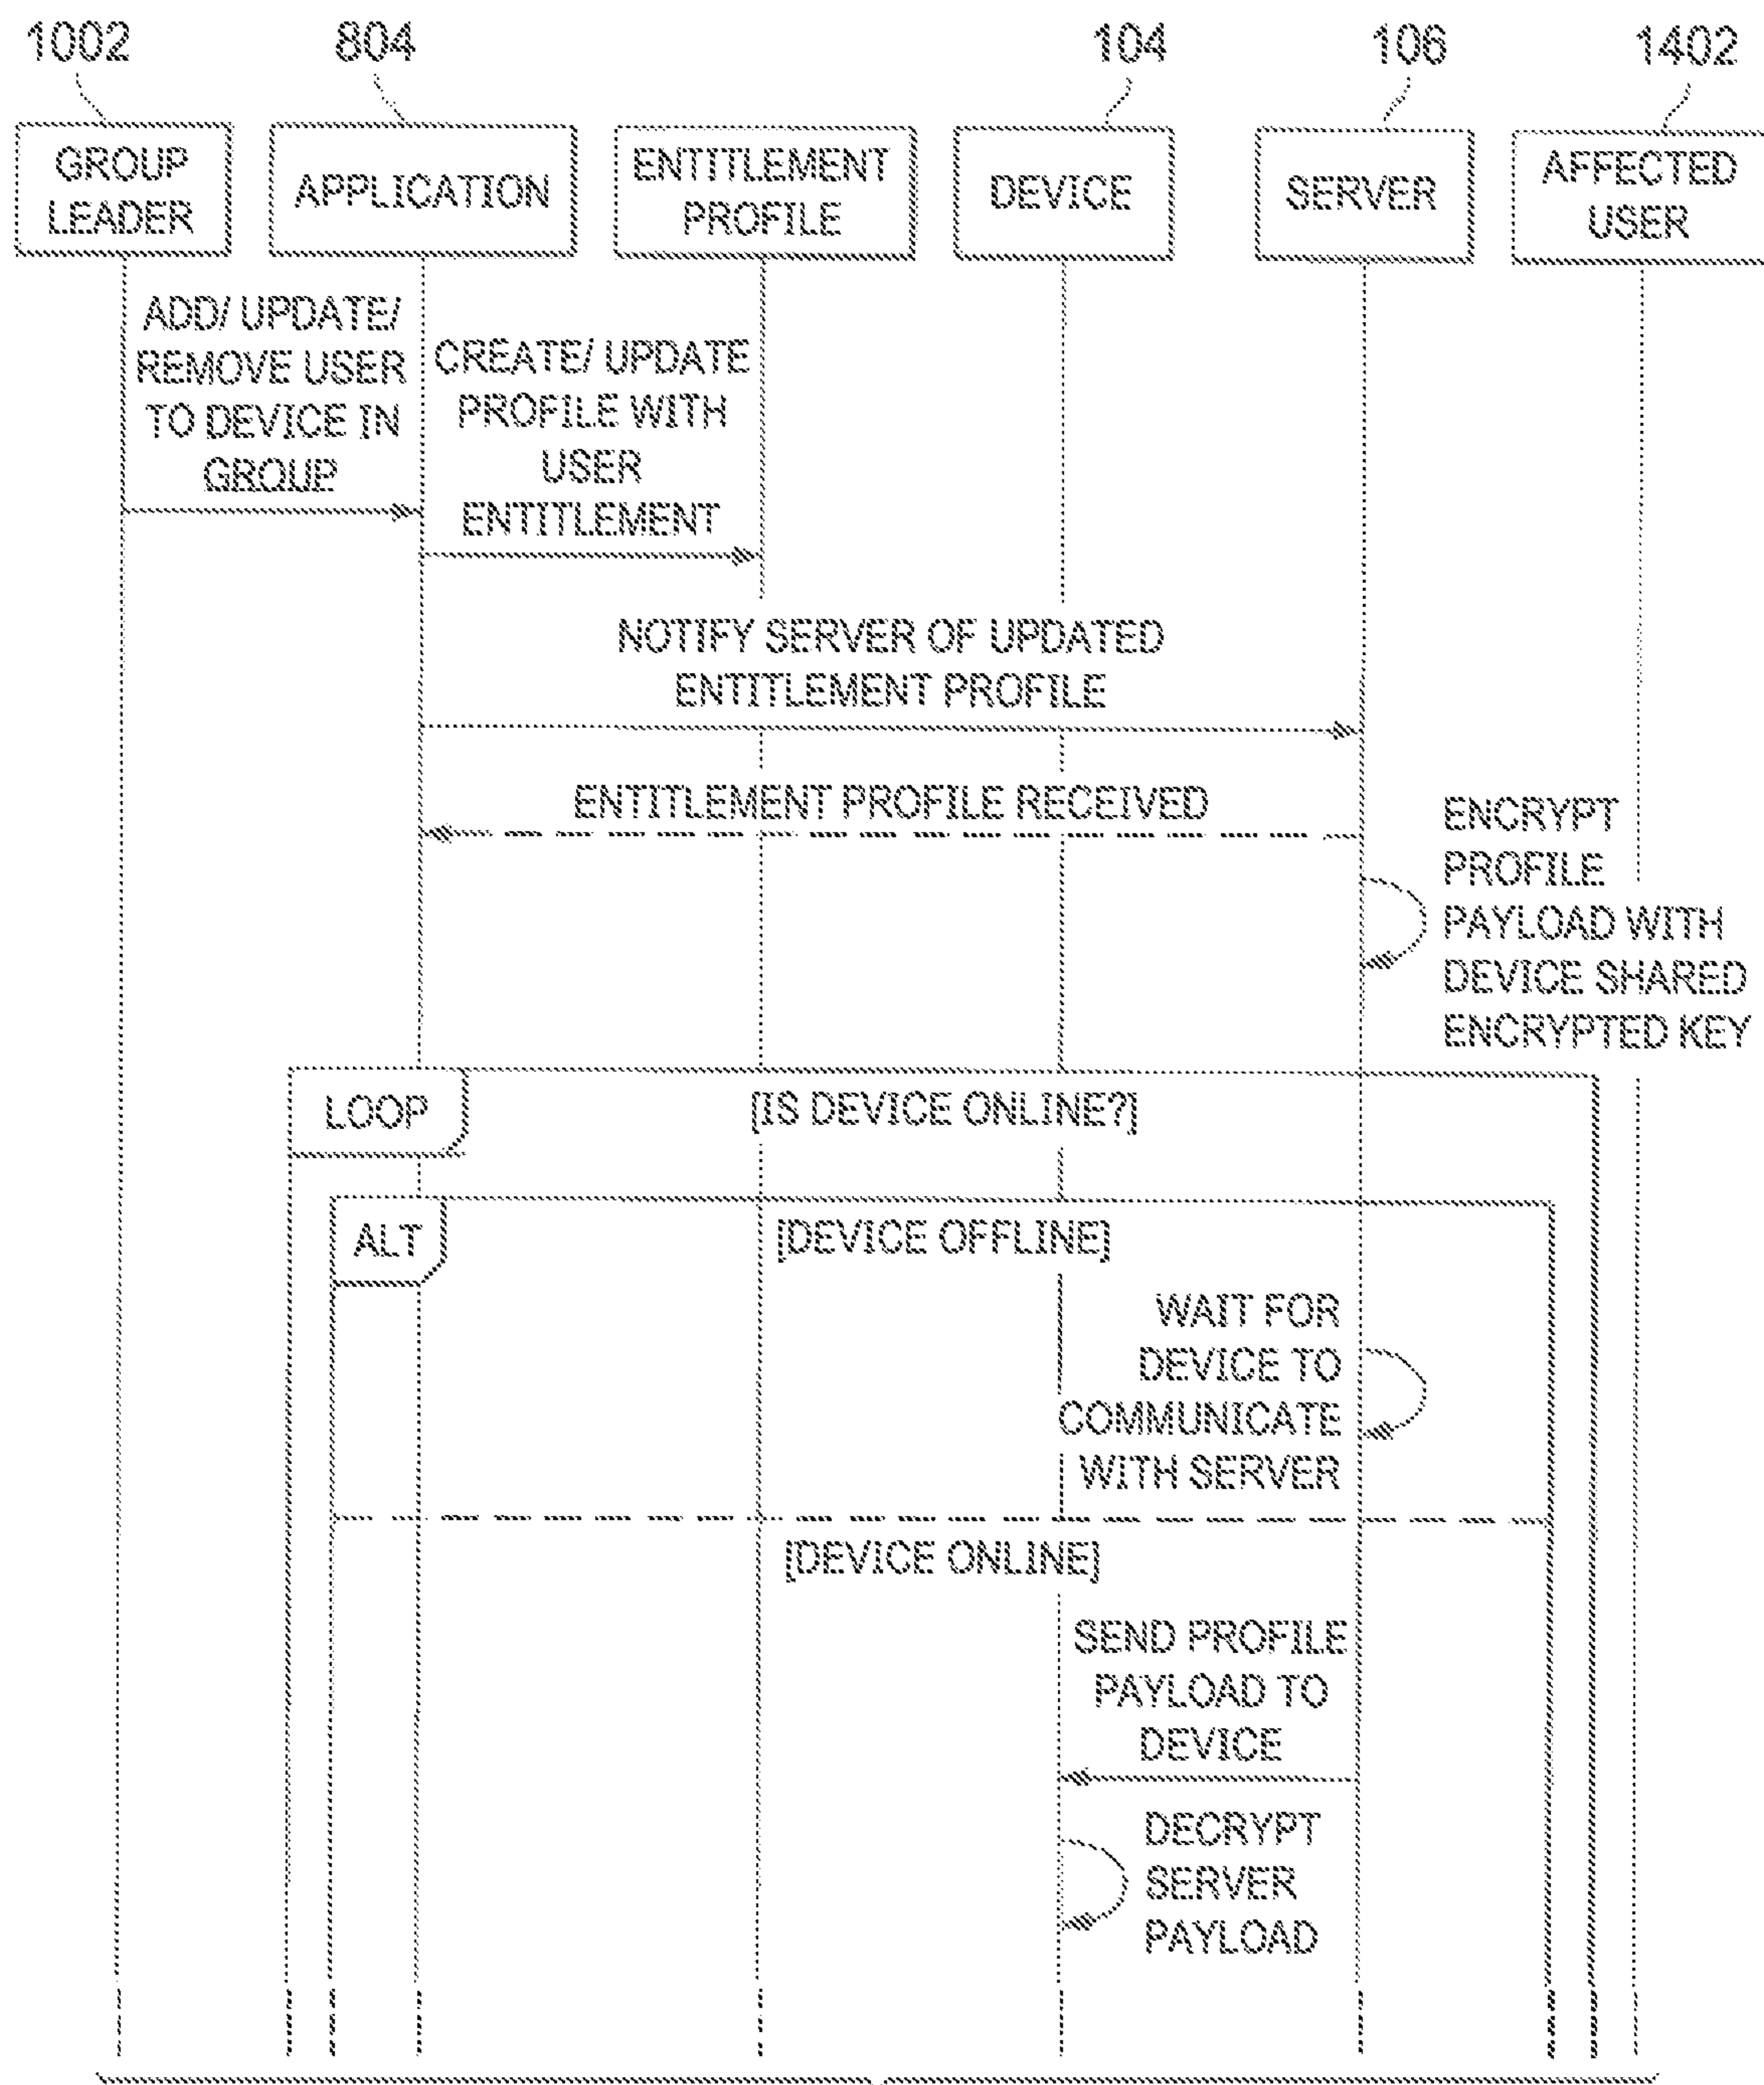 1002 804 104 106 1402
GROUP
LEADER
APPLICATION
ENTITLEMENT
PROFILE
DEVICE
SERVER
AFFECTED
USER
ADD/ UPDATE/
REMOVE USER
TO DEVICE IN
GROUP
CREATE/ UPDATE
PROFILE WITH
USER
ENTITLEMENT
NOTIFY SERVER OF UPDATED
ENTITLEMENT PROFILE
ENTITLEMENT PROFILE RECEIVED
ENCRYPT
PROFILE
PAYLOAD WITH
DEVICE SHARED
ENCRYPTED KEY
LOOP
[IS DEVICE ONLINE?]
ALT
[DEVICE OFFLINE]
WAIT FOR
DEVICE TO
COMMUNICATE
WITH SERVER
[DEVICE ONLINE]
SEND PROFILE
PAYLOAD TO
DEVICE
DECRYPT
SERVER
PAYLOAD